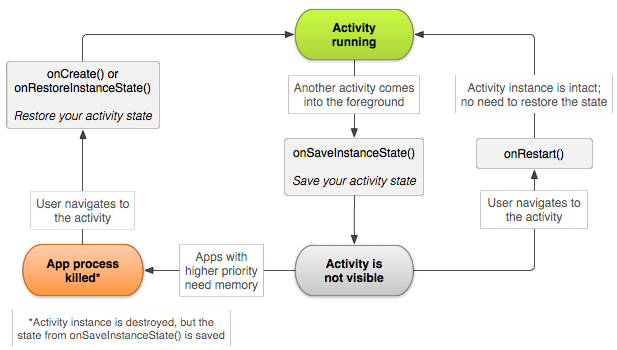 Activity
running
onCreate() or
onRestoreInstanceState()
Restore your activity state
Another activity comes
into the foreground
Activity instance is intact;
no need to restore the state
onSaveInstanceState()
Save your activity state
onRestart()
User navigates to
the activity
User navigates to
the activity
App process
killed*
Apps with
higher priority
need memory
Activity is
not visible
*Activity instance is destroyed, but the
state from onSaveInstanceState() is saved